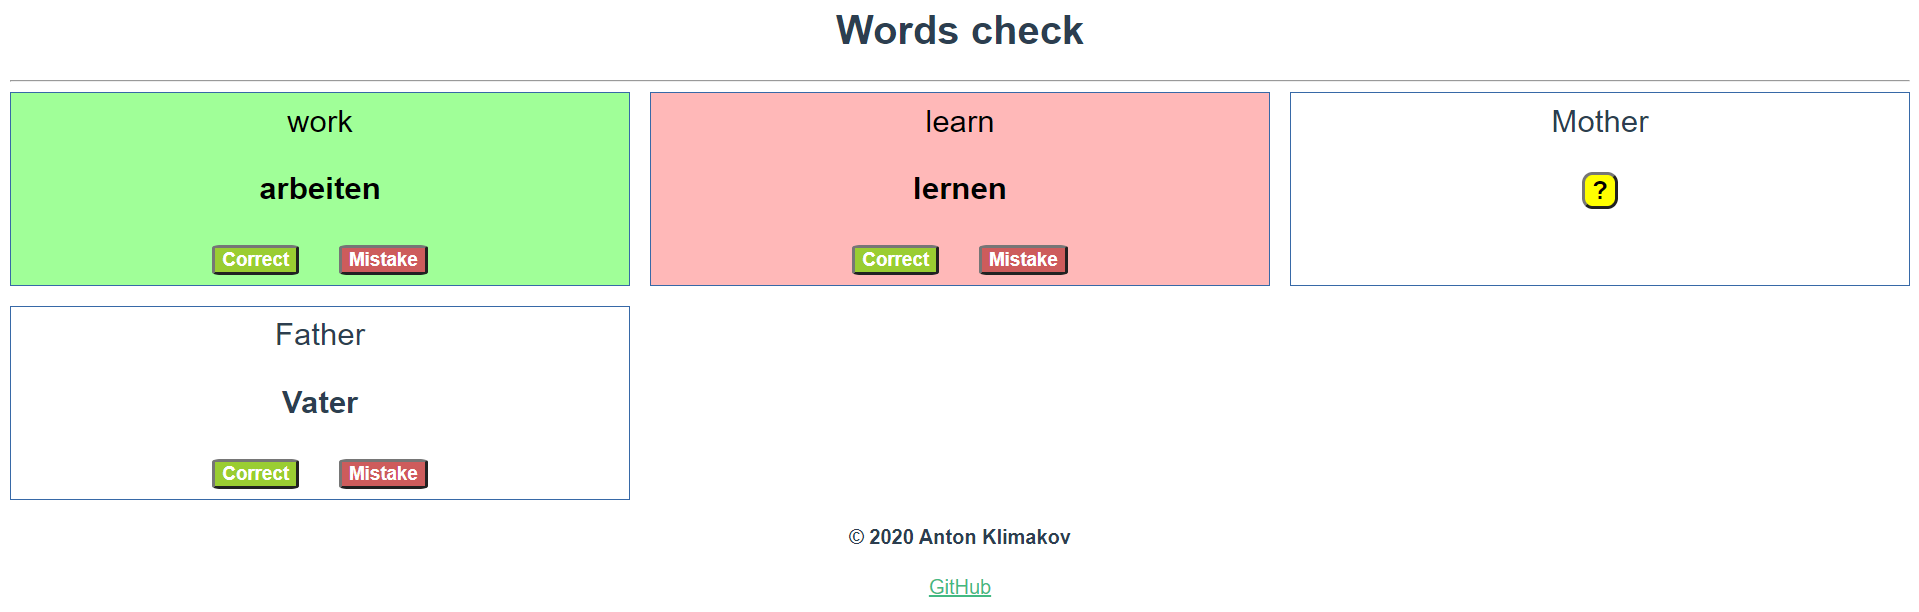 Words check
work
arbeiten
Correct Mistake
learn
lernen
Correct Mistake
Mother
?
Father
Vater
Correct Mistake
© 2020 Anton Klimakov
GitHub